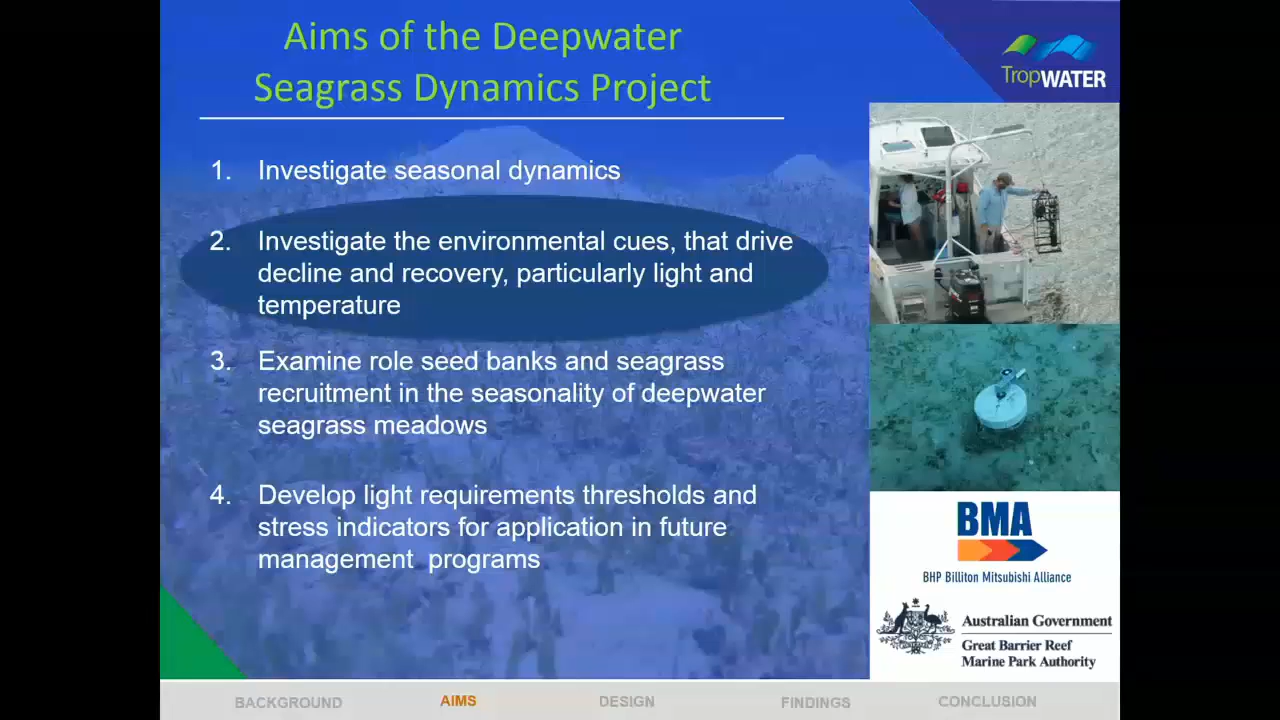 Aims of the Deepwater
Seagrass Dynamics Project
TropWATER
1. Investigate seasonal dynamics
2. Investigate the environmental cues, that drive
decline and recovery, particularly light and
temperature
3. Examine role seed banks and seagrass
recruitment in the seasonality of deepwater
seagrass meadows
4. Develop light requirements thresholds and
stress indicators for application in future
management programs
BMA
BHP Billiton Mitsubishi Alliance
Australian Government
Great Barrier Reef
Marine Park Authority
BACKGROUND AIMS DESIGN FINDINGS CONCLUSION